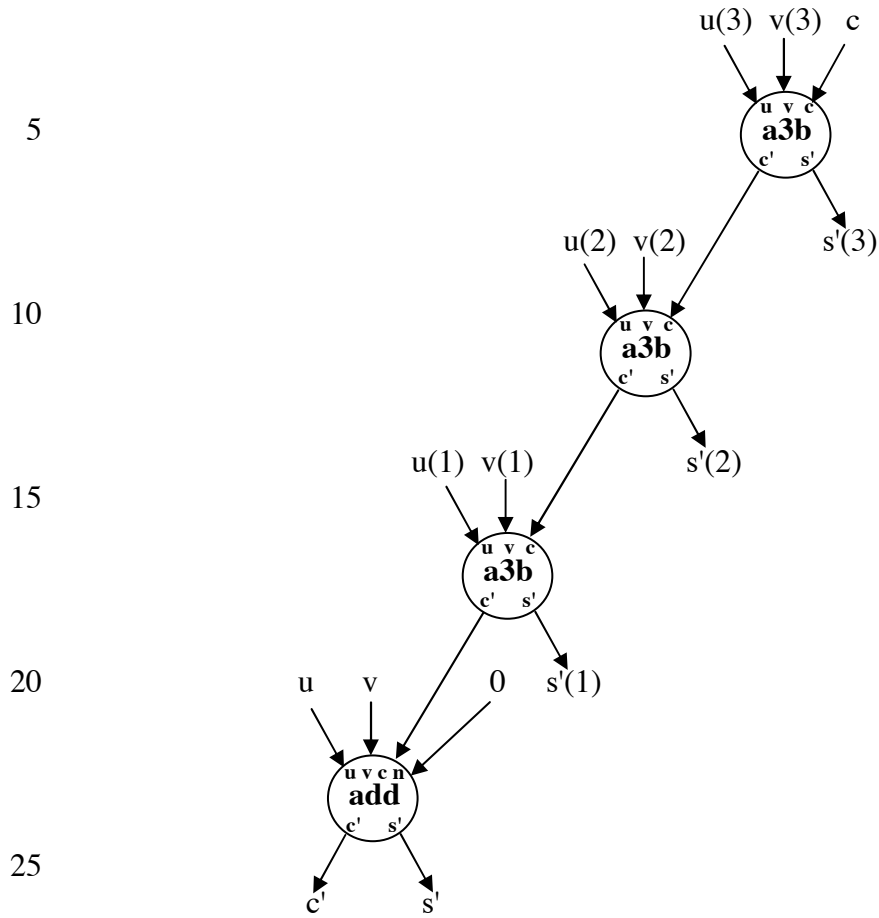 u(3) v(3) c
u v c
5
a3b
c' s'
u(2) v(2) s'(3)
10
u v c
a3b
c' s'
u(1) v(1) s'(2)
15
u v c
a3b
c' s'
20 u v 0 s'(1)
u v c n
add
c' s'
25
c' s'